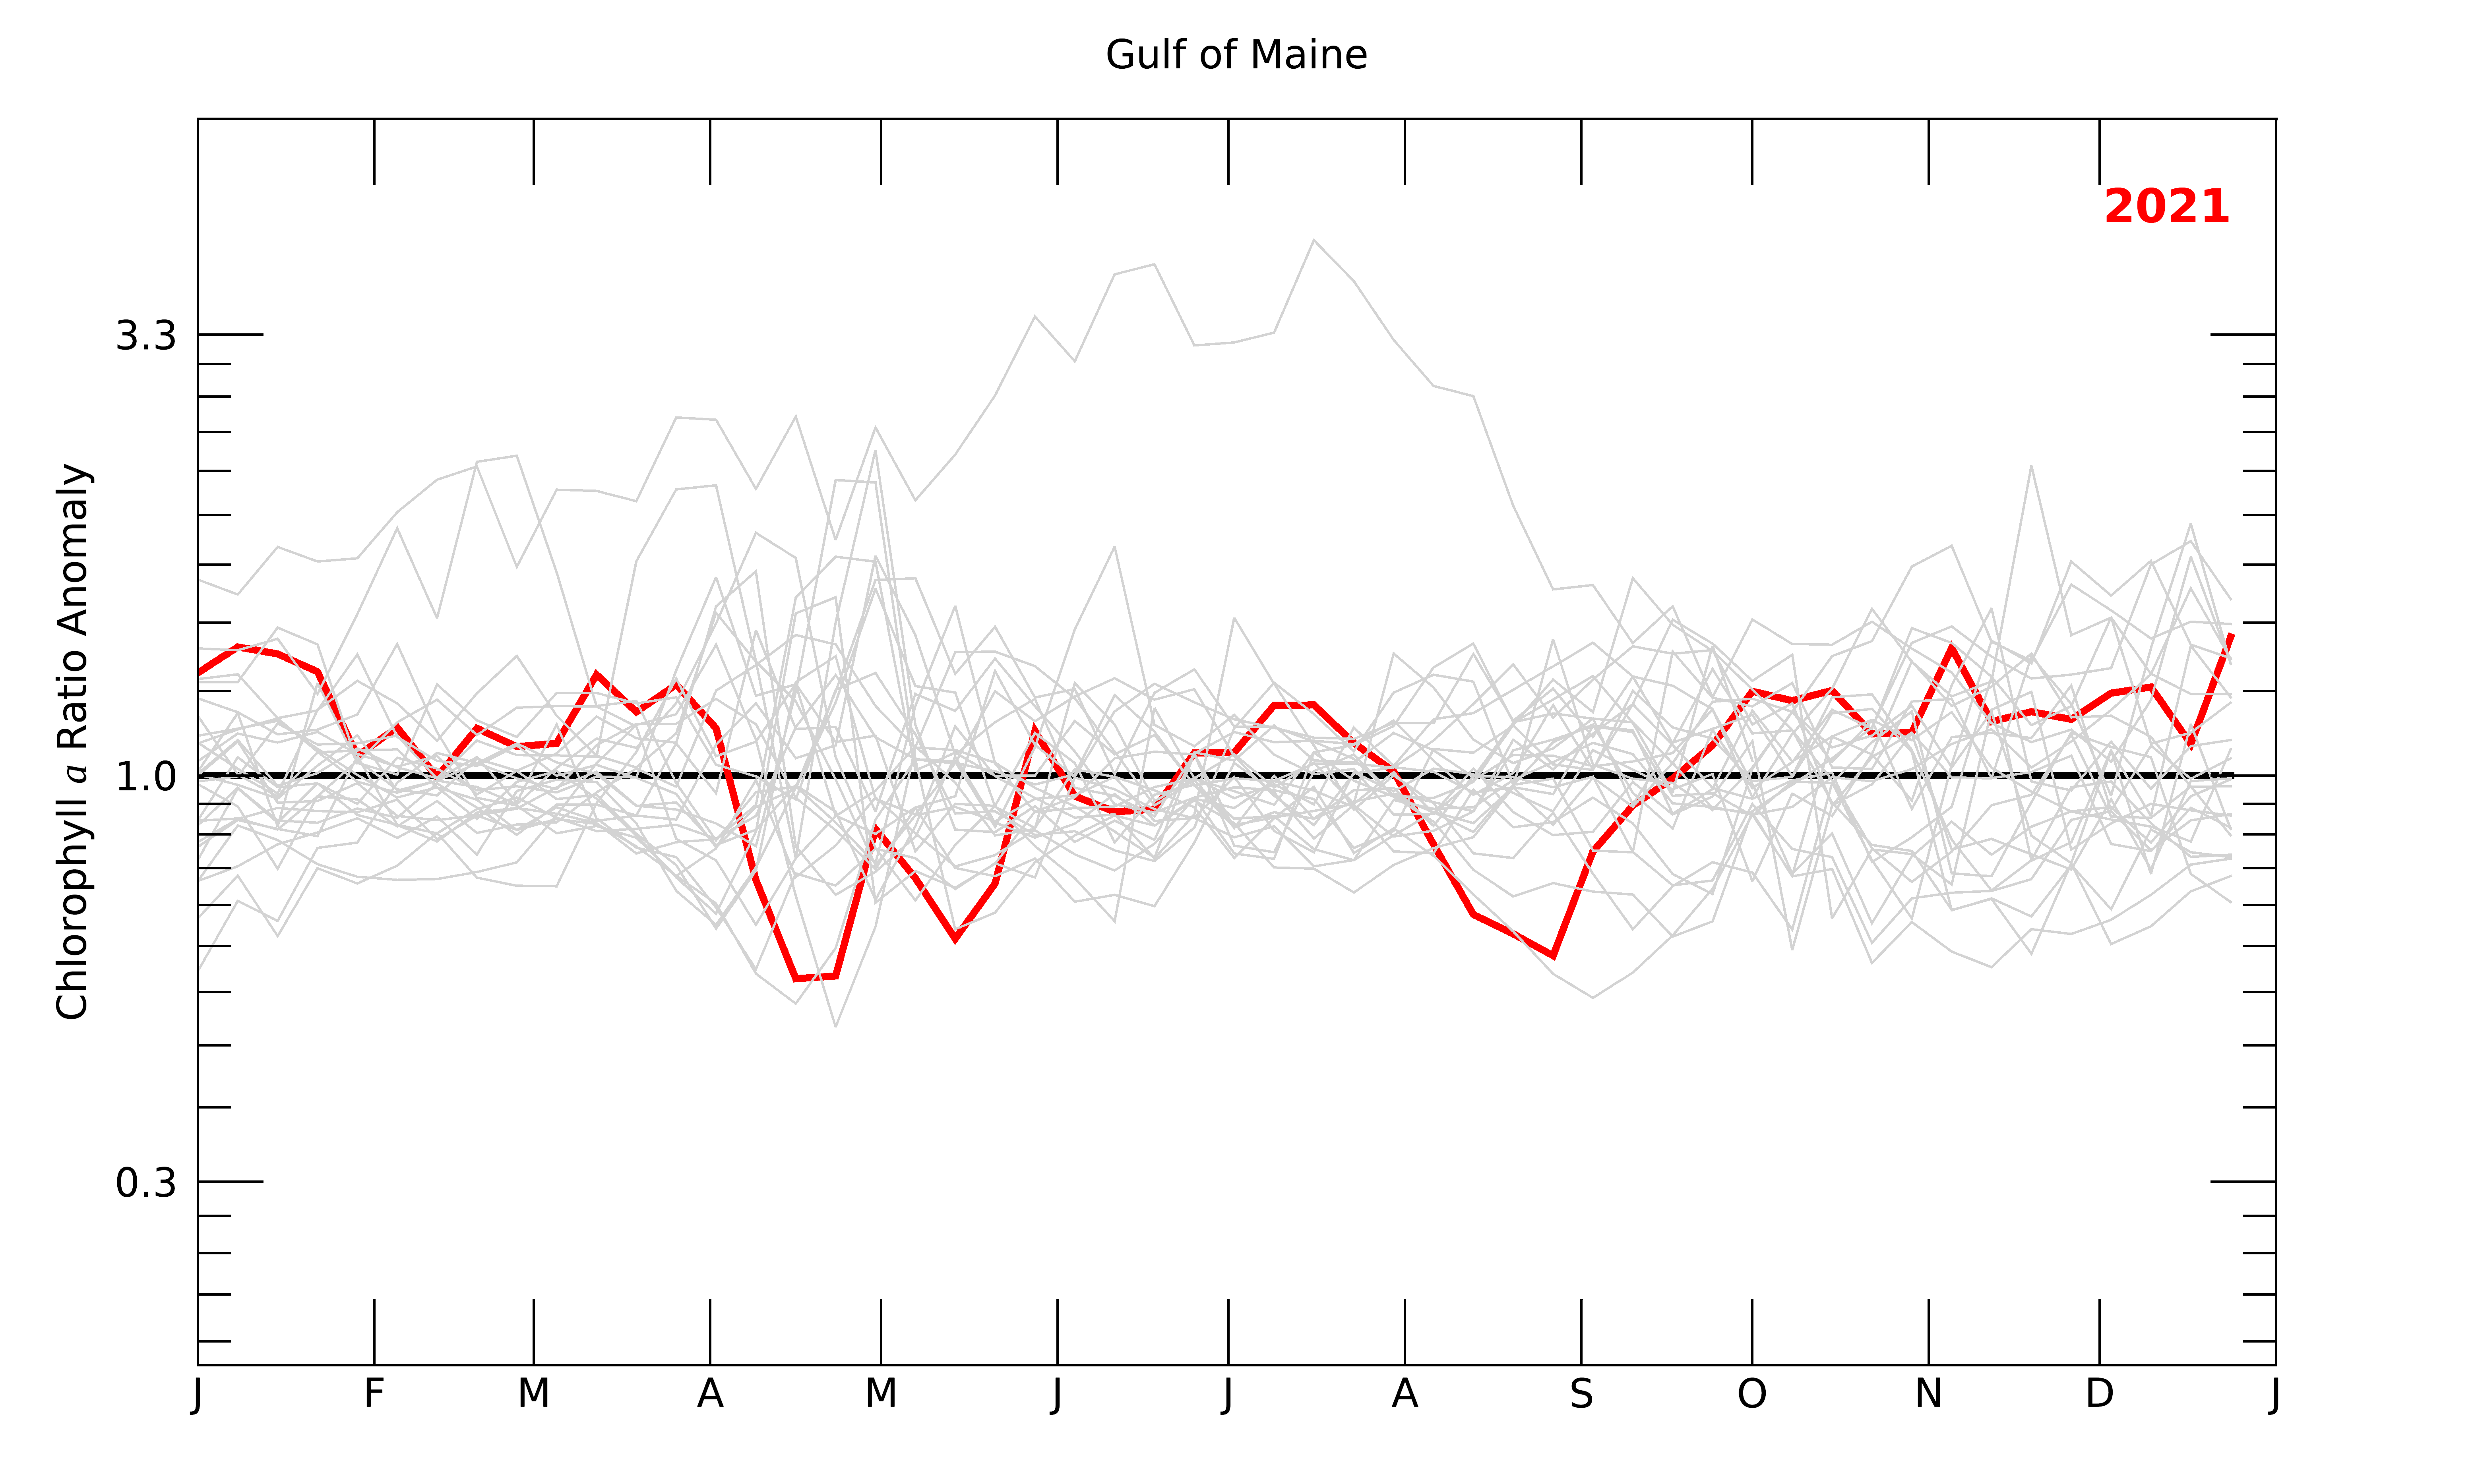 Gulf of Maine
2021
3.3
1.0
0.3
Chlorophyll a Ratio Anomaly
J F M A M J J A S O N D J